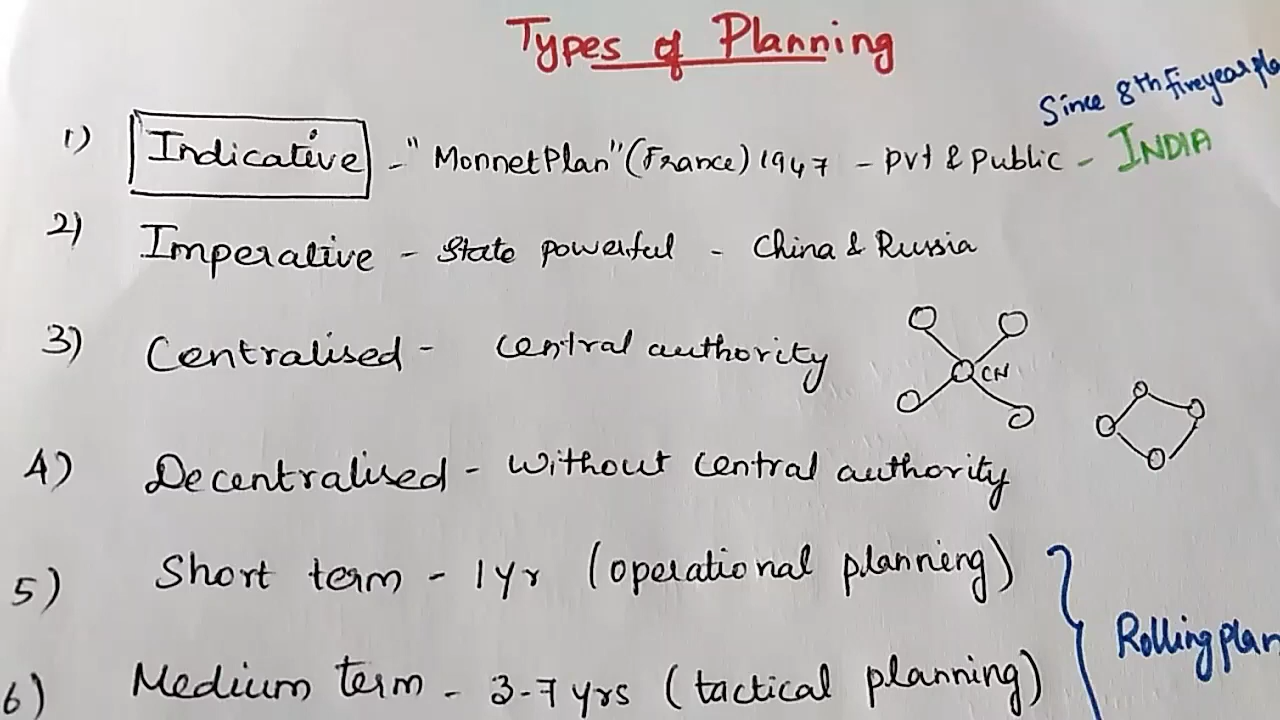 Types of Planning
Since 8th Fiveyear pla
1) Indicative - "Monnet Plan" (France) 1947 - pvt & Public - INDIA
2) Imperative - State powerful - China & Russia
3) Centralised - central authority
CN
4) Decentralised - without central authority
5) Short term - 1yr (operational planning)
Rolling plan
6) Medium term - 3-7 yrs (tactical planning)